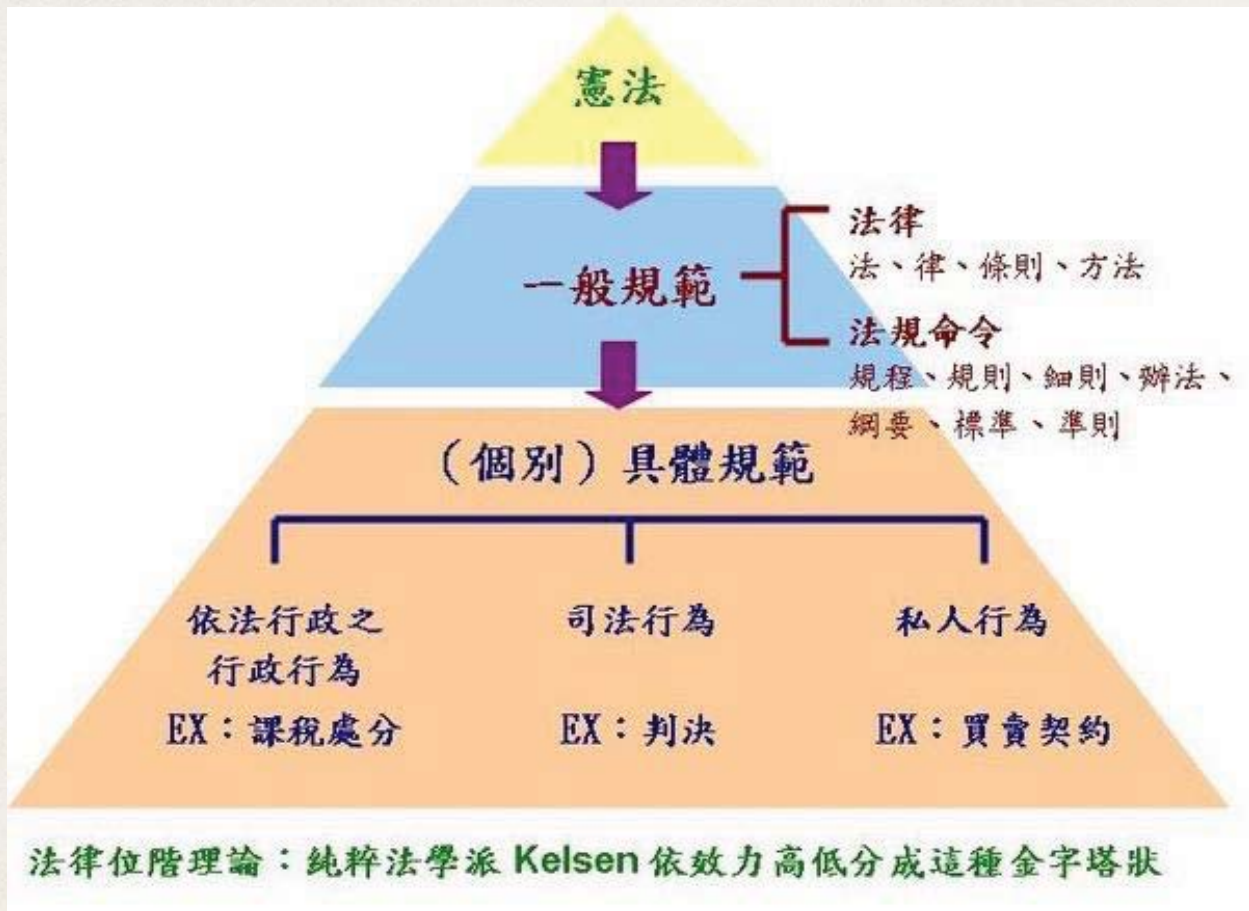 憲法
一般規範
法律
法、律、條則、方法
法規命令
規程、規則、細則、辦法、
綱要、標準、準則
（個別）具體規範
依法行政之
行政行為
EX：課稅處分
司法行為
EX：判決
私人行為
EX：買賣契約
法律位階理論：純粹法學派 Kelsen 依效力高低分成這種金字塔狀